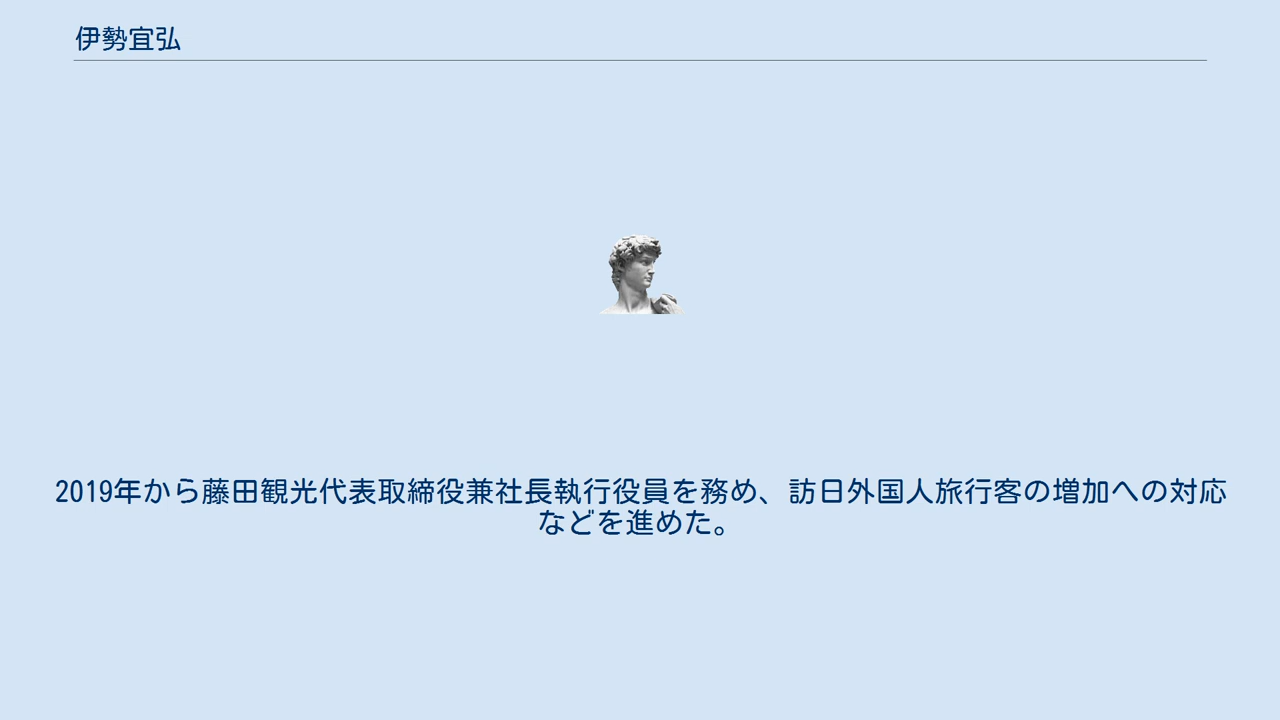 伊勢宜弘
2019年から藤田観光代表取締役兼社長執行役員を務め、訪日外国人旅行客の増加への対応
などを進めた。